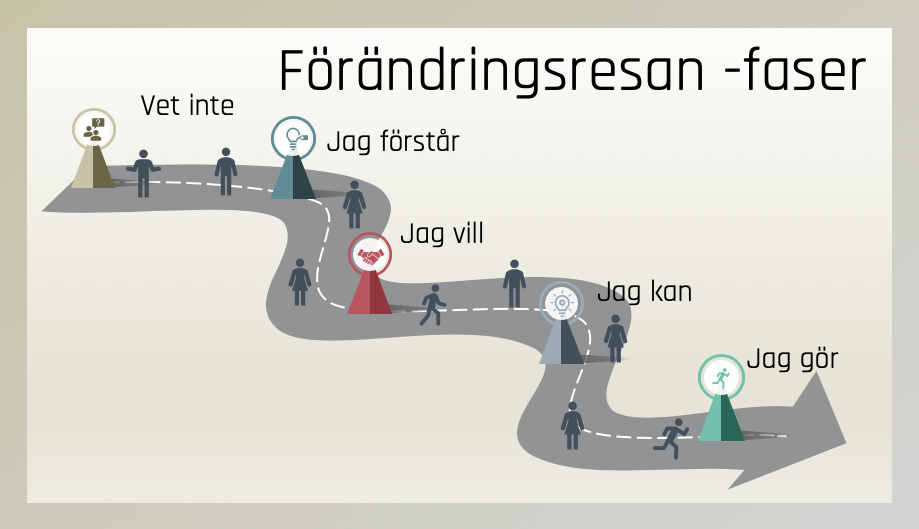 Förändringsresan -faser
Vet inte
?
Jag förstår
Jag vill
Jag kan
Jag gör